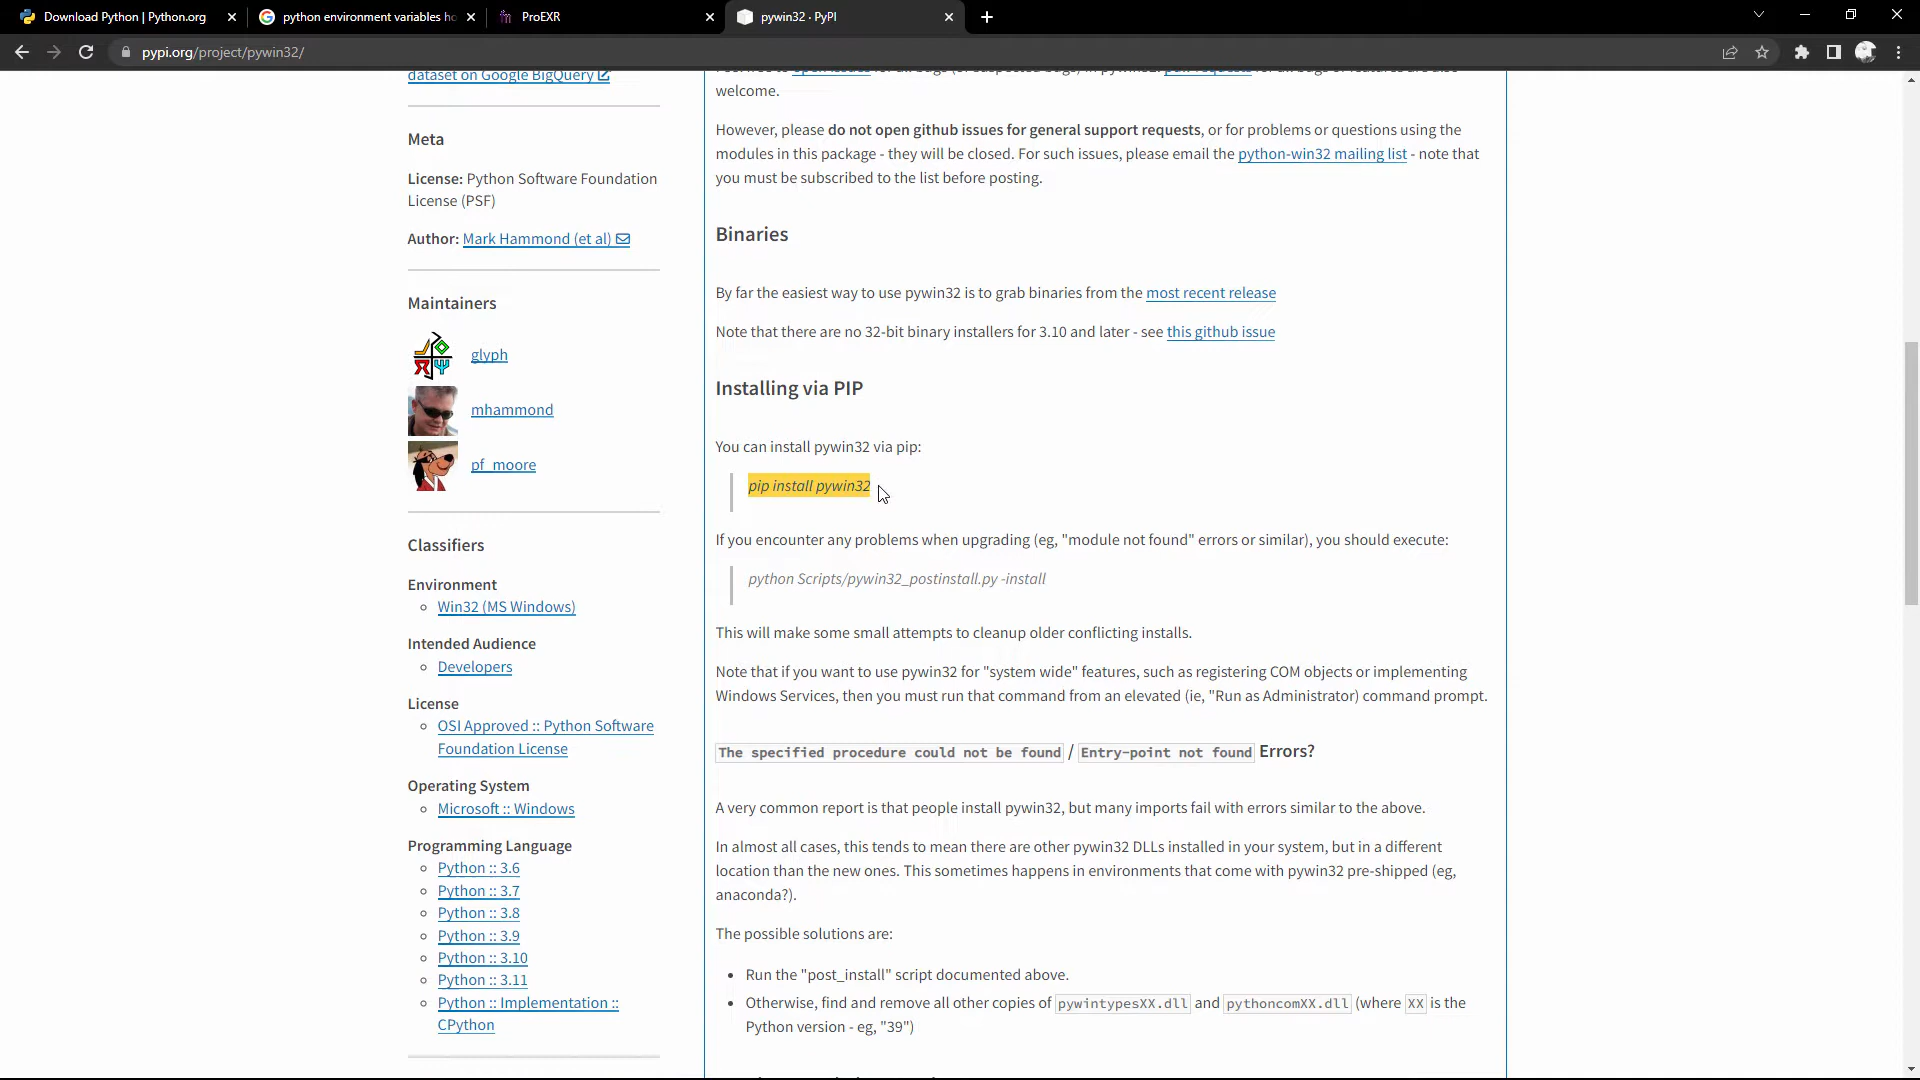 Download Python | Python.org
python environment variables ho
ProEXR
pywin32 · PyPI
pypi.org/project/pywin32/
dataset on Google BigQuery
Meta
License: Python Software Foundation
License (PSF)
Author: Mark Hammond (et al)
Maintainers
glyph
mhammond
pf_moore
Classifiers
Environment
Win32 (MS Windows)
Intended Audience
Developers
License
OSI Approved :: Python Software
Foundation License
Operating System
Microsoft :: Windows
Programming Language
Python :: 3.6
Python :: 3.7
Python :: 3.8
Python :: 3.9
Python :: 3.10
Python :: 3.11
Python :: Implementation ::
CPython
welcome.
However, please do not open github issues for general support requests, or for problems or questions using the
modules in this package - they will be closed. For such issues, please email the python-win32 mailing list - note that
you must be subscribed to the list before posting.
Binaries
By far the easiest way to use pywin32 is to grab binaries from the most recent release
Note that there are no 32-bit binary installers for 3.10 and later - see this github issue
Installing via PIP
You can install pywin32 via pip:
pip install pywin32
If you encounter any problems when upgrading (eg, "module not found" errors or similar), you should execute:
python Scripts/pywin32_postinstall.py -install
This will make some small attempts to cleanup older conflicting installs.
Note that if you want to use pywin32 for "system wide" features, such as registering COM objects or implementing
Windows Services, then you must run that command from an elevated (ie, "Run as Administrator) command prompt.
The specified procedure could not be found / Entry-point not found Errors?
A very common report is that people install pywin32, but many imports fail with errors similar to the above.
In almost all cases, this tends to mean there are other pywin32 DLLs installed in your system, but in a different
location than the new ones. This sometimes happens in environments that come with pywin32 pre-shipped (eg,
anaconda?).
The possible solutions are:
• Run the "post_install" script documented above.
• Otherwise, find and remove all other copies of pywintypesXX.dll and pythoncomXX.dll (where XX is the
Python version - eg, "39")